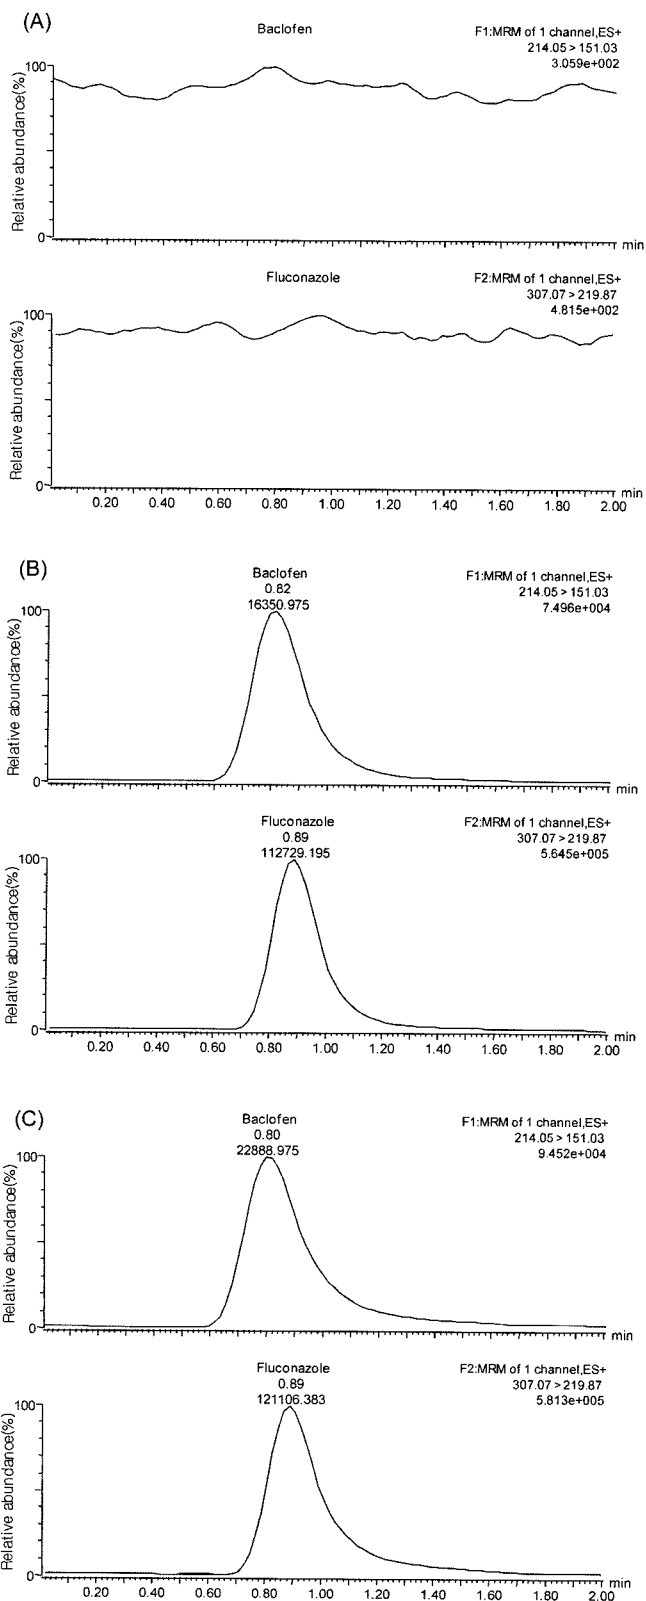 (A)
Baclofen
F1:MRM of 1 channel,ES+
214.05 > 151.03
3.059e+002
100
Relative abundance(%)
0
min
Fluconazole
F2:MRM of 1 channel,ES+
307.07 > 219.87
4.815e+002
100
Relative abundance(%)
0
min
0.20 0.40 0.60 0.80 1.00 1.20 1.40 1.60 1.80 2.00
(B)
Baclofen
0.82
16350.975
F1:MRM of 1 channel,ES+
214.05 > 151.03
7.496e+004
100
Relative abundance(%)
0
min
Fluconazole
0.89
112729.195
F2:MRM of 1 channel,ES+
307.07 > 219.87
5.645e+005
100
Relative abundance(%)
0
min
0.20 0.40 0.60 0.80 1.00 1.20 1.40 1.60 1.80 2.00
(C)
Baclofen
0.80
22888.975
F1:MRM of 1 channel,ES+
214.05 > 151.03
9.452e+004
100
Relative abundance(%)
0
min
Fluconazole
0.89
121106.383
F2:MRM of 1 channel,ES+
307.07 > 219.87
5.813e+005
100
Relative abundance(%)
0
min
0.20 0.40 0.60 0.80 1.00 1.20 1.40 1.60 1.80 2.00